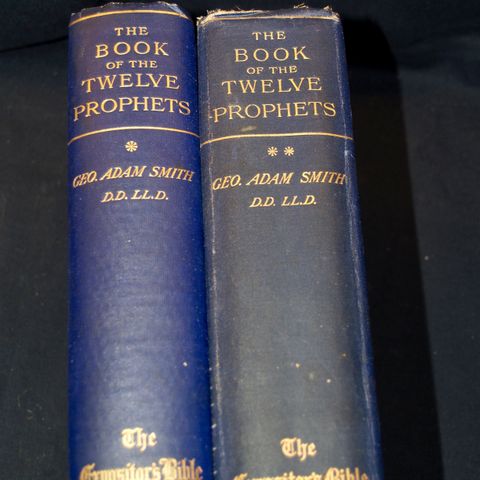 THE
BOOK
OF THE
TWELVE
PROPHETS
*
GEO. ADAM SMITH
D.D. LL.D.
The
Expositor's Bible
THE
BOOK
OF THE
TWELVE
PROPHETS
**
GEO. ADAM SMITH
D.D. LL.D.
The
Expositor's Bible